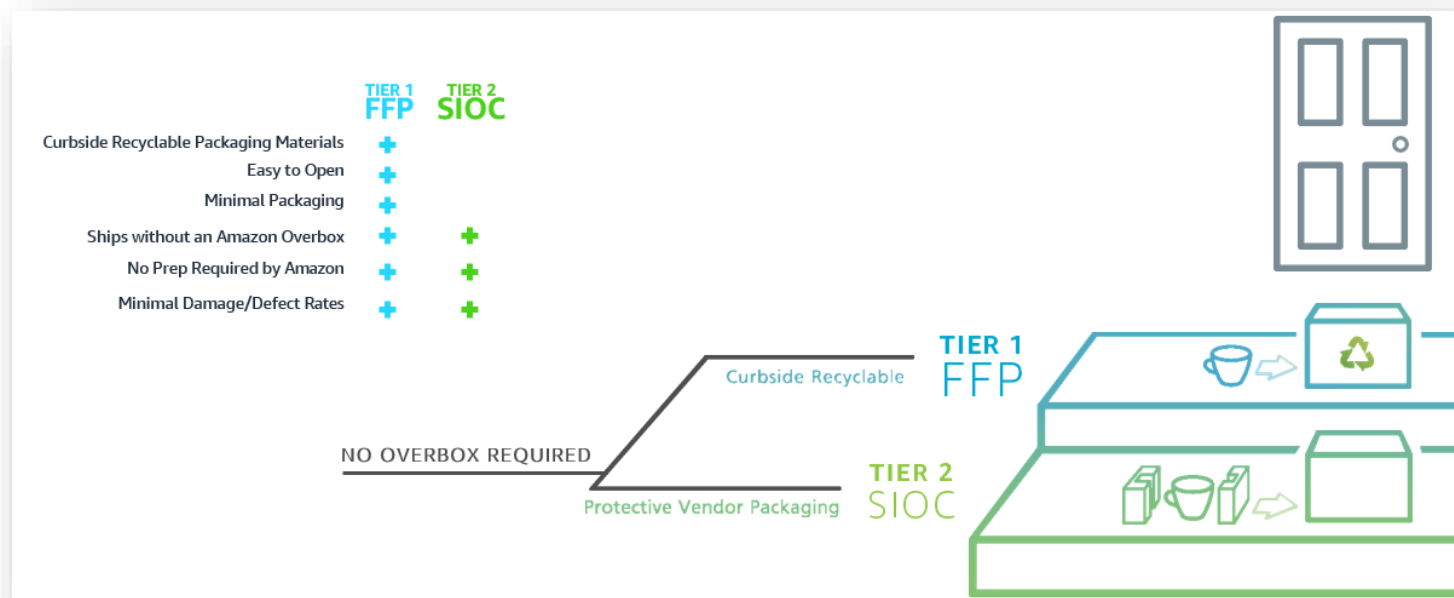 TIER 1 TIER 2
FFP SIOC
Curbside Recyclable Packaging Materials
Easy to Open
Minimal Packaging
Ships without an Amazon Overbox
No Prep Required by Amazon
Minimal Damage/Defect Rates
TIER 1
FFP
Curbside Recyclable
NO OVERBOX REQUIRED
TIER 2
SIOC
Protective Vendor Packaging